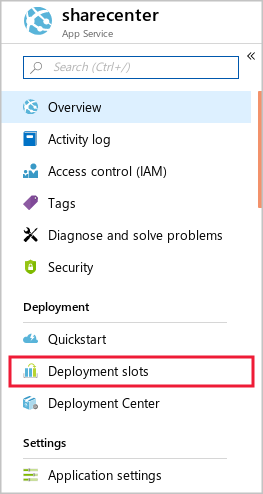 sharecenter
App Service
«
Search (Ctrl+/)
Overview
Activity log
Access control (IAM)
Tags
Diagnose and solve problems
Security
Deployment
Quickstart
Deployment slots
Deployment Center
Settings
Application settings